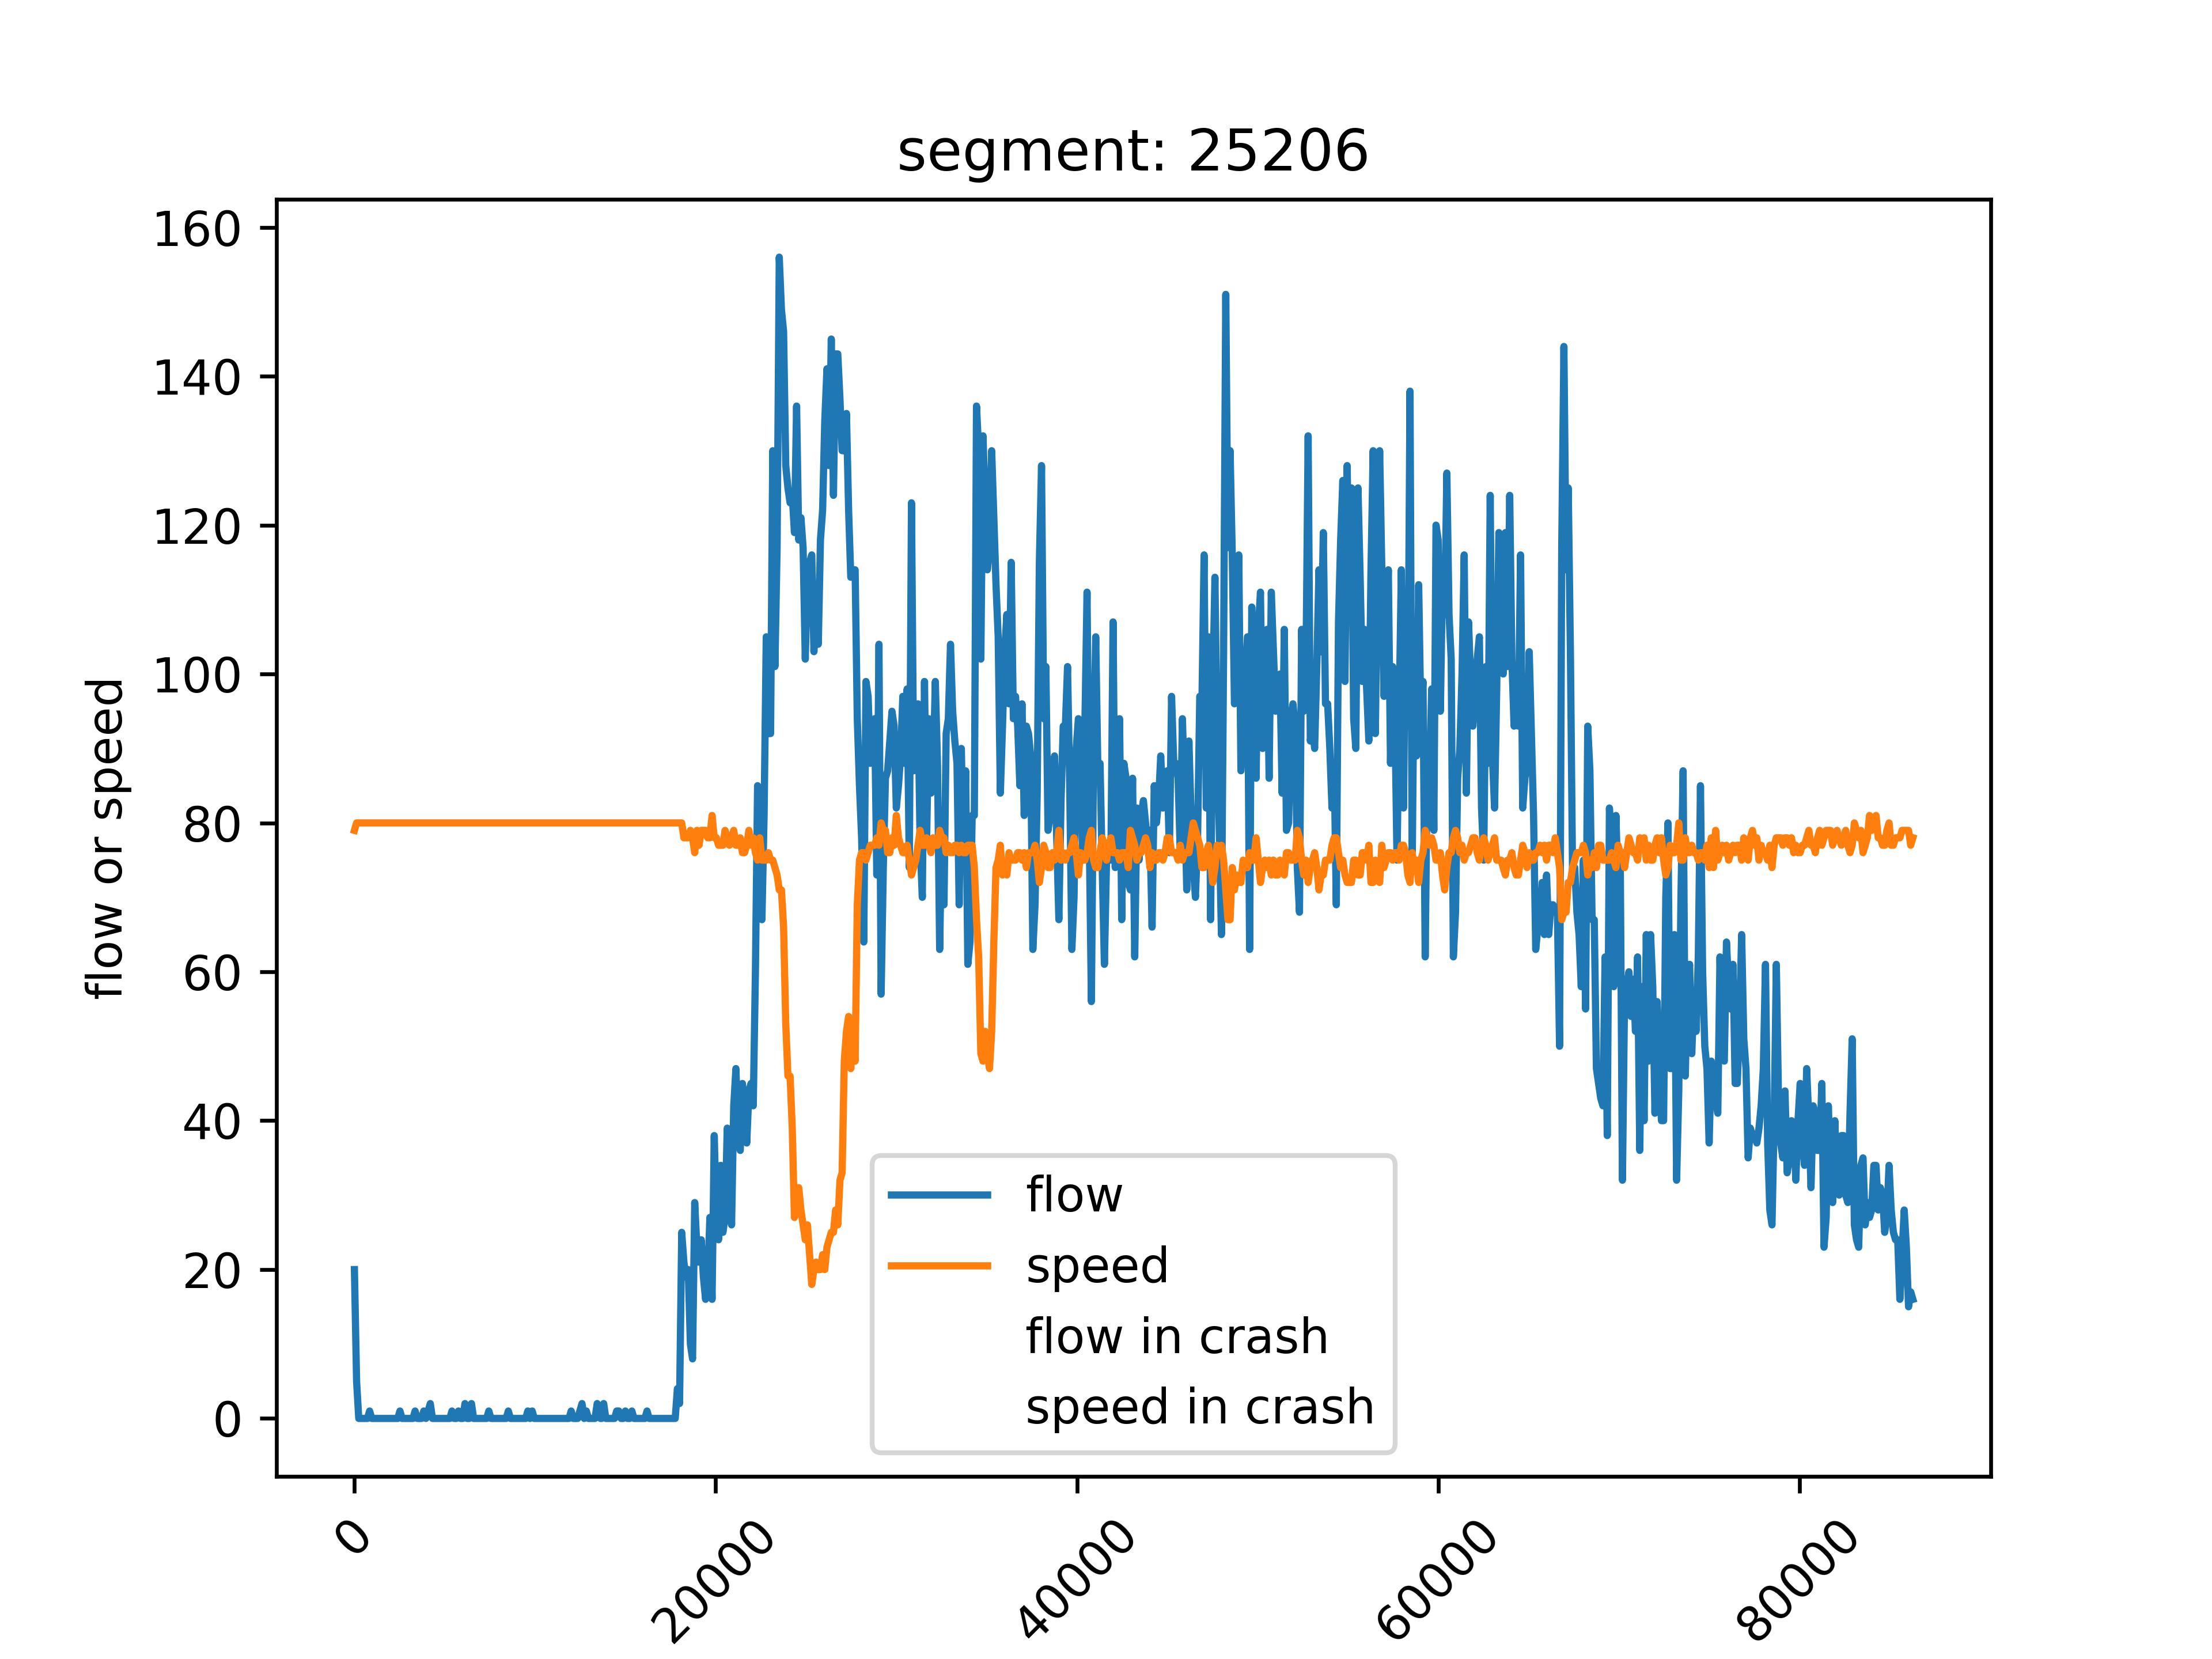 segment: 25206
160
140
120
100
80
60
40
20
0
flow or speed
flow
speed
flow in crash
speed in crash
0
20000
40000
60000
80000